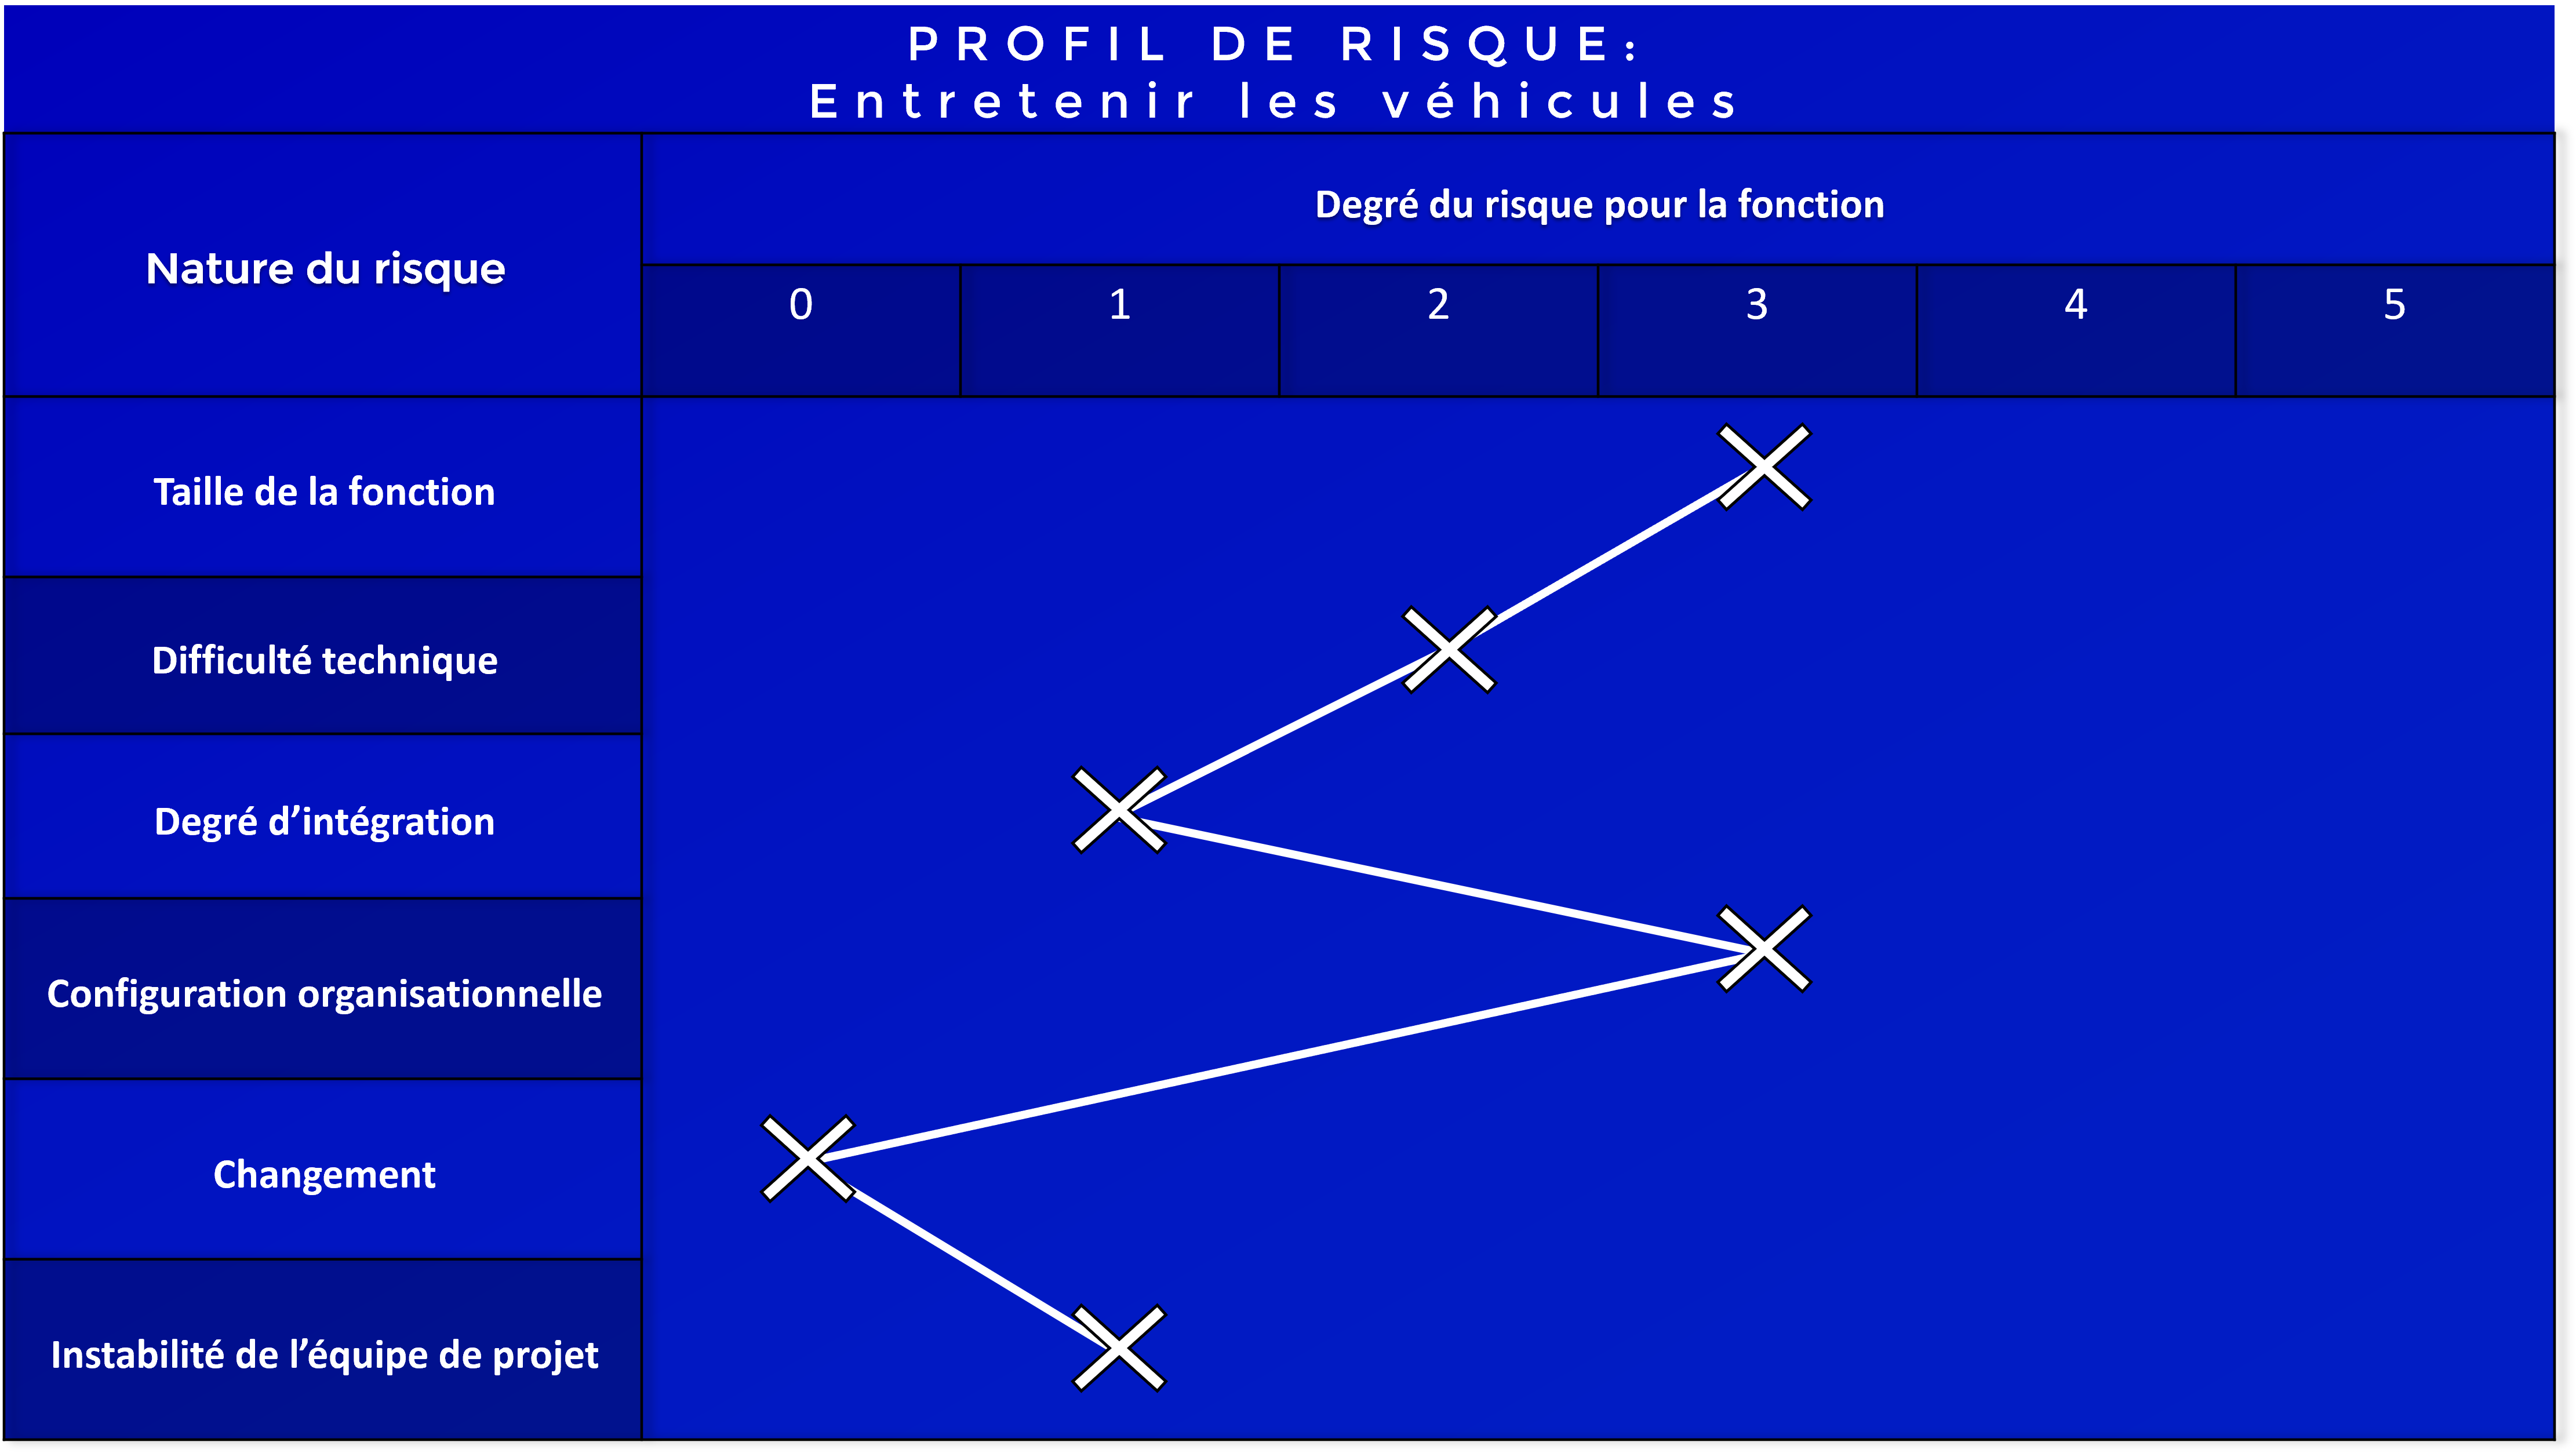 PROFIL DE RISQUE:
Entretenir les véhicules
Nature du risque
Degré du risque pour la fonction
0 1 2 3 4 5
Taille de la fonction
Difficulté technique
Degré d’intégration
Configuration organisationnelle
Changement
Instabilité de l’équipe de projet